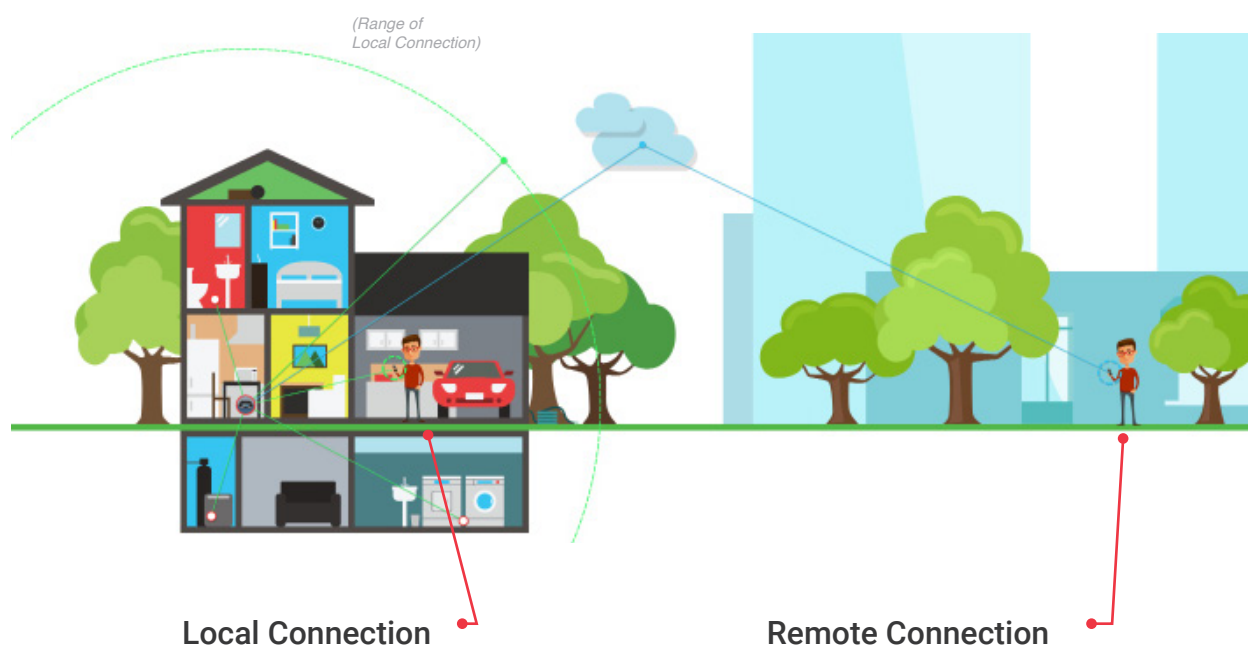 (Range of
Local Connection)
Local Connection
Remote Connection